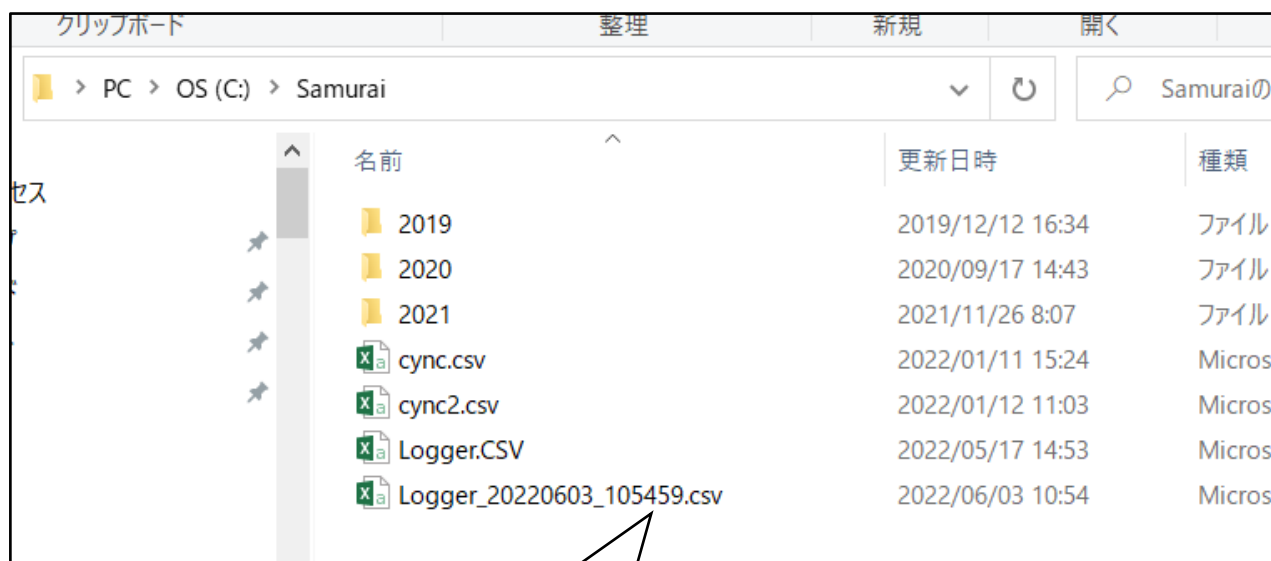 クリップボード 整理 新規 開く
PC > OS (C:) > Samurai Samuraiの
名前 更新日時 種類
セス
2019 2019/12/12 16:34 ファイル
2020 2020/09/17 14:43 ファイル
2021 2021/11/26 8:07 ファイル
cync.csv 2022/01/11 15:24 Micros
cync2.csv 2022/01/12 11:03 Micros
Logger.CSV 2022/05/17 14:53 Micros
Logger_20220603_105459.csv 2022/06/03 10:54 Micros